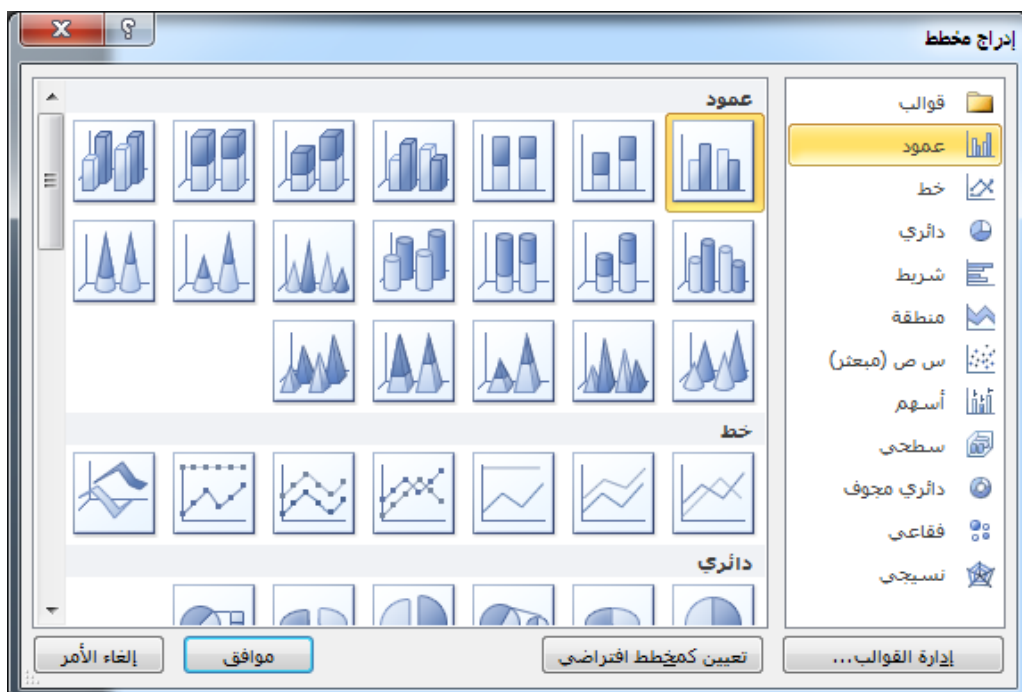 إدراج مخطط
قوالب
عمود
خط
دائري
شريط
منطقة
س ص (مبعثر)
أسهم
سطحي
دائري مجوف
فقاعي
نسيجي
عمود
خط
دائري
إدارة القوالب...
تعيين كمخطط افتراضي
موافق
إلغاء الأمر